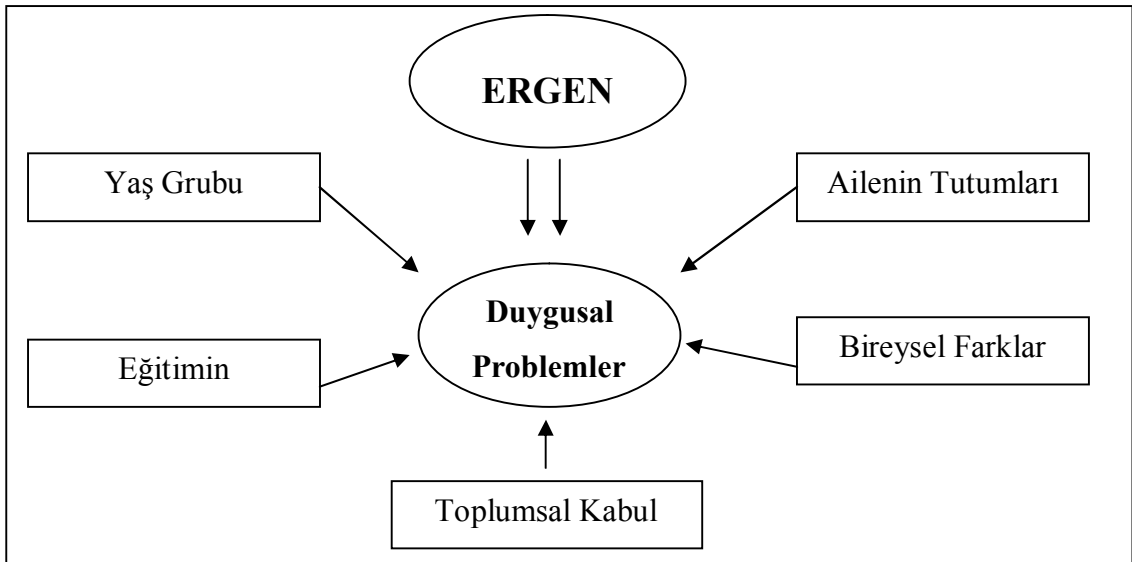 ERGEN
Yaş Grubu
Ailenin Tutumları
Duygusal
Problemler
Eğitimin
Bireysel Farklar
Toplumsal Kabul